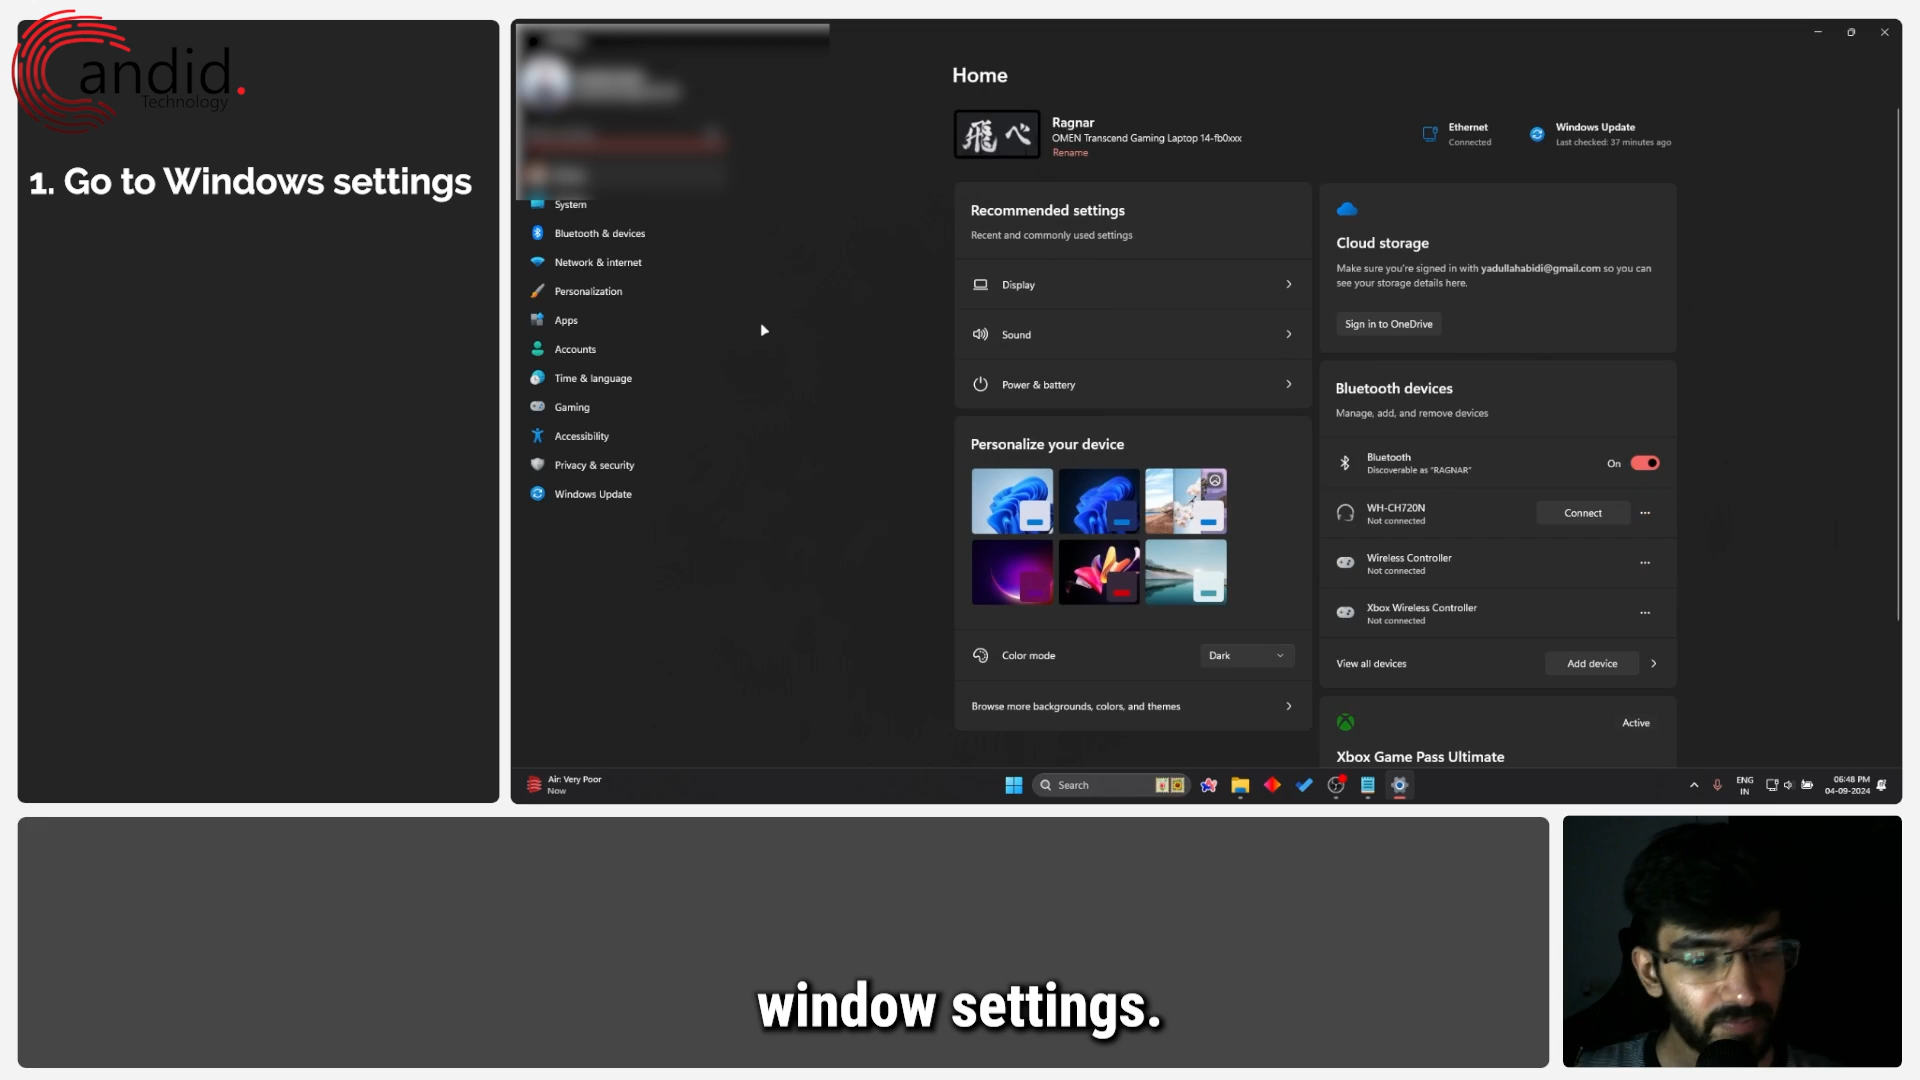 Candid.
Technology
1. Go to Windows settings
System
Bluetooth & devices
Network & internet
Personalization
Apps
Accounts
Time & language
Gaming
Accessibility
Privacy & security
Windows Update
Home
飛べ
Ragnar
OMEN Transcend Gaming Laptop 14-fb0xxx
Rename
Ethernet
Connected
Windows Update
Last checked: 37 minutes ago
Recommended settings
Recent and commonly used settings
Display
Sound
Power & battery
Personalize your device
Color mode
Dark
Browse more backgrounds, colors, and themes
Cloud storage
Make sure you're signed in with yadullahabidi@gmail.com so you can
see your storage details here.
Sign in to OneDrive
Bluetooth devices
Manage, add, and remove devices
Bluetooth
Discoverable as "RAGNAR"
On
WH-CH720N
Not connected
Connect
Wireless Controller
Not connected
Xbox Wireless Controller
Not connected
View all devices
Add device
Active
Xbox Game Pass Ultimate
Air: Very Poor
Now
Search
ENG
IN
06:48 PM
04-09-2024
window settings.